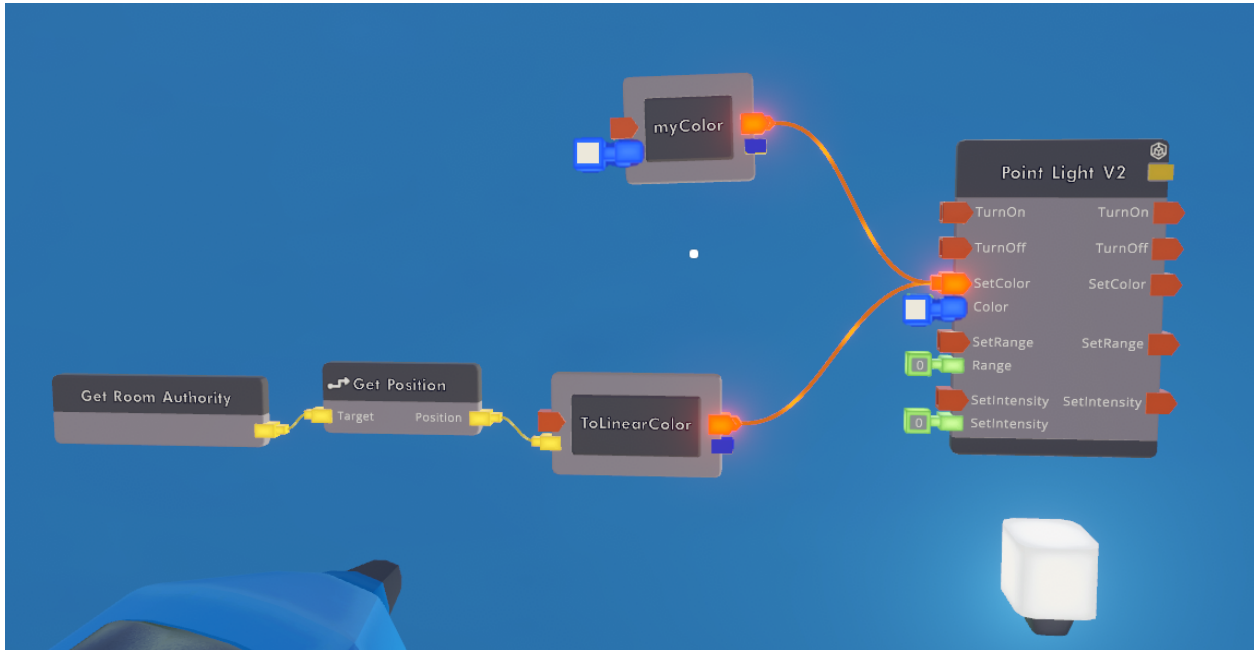 myColor
Point Light V2
TurnOn TurnOn
TurnOff TurnOff
SetColor SetColor
Color
SetRange SetRange
0 Range
SetIntensity SetIntensity
0 SetIntensity
Get Room Authority
Get Position
Target Position
ToLinearColor